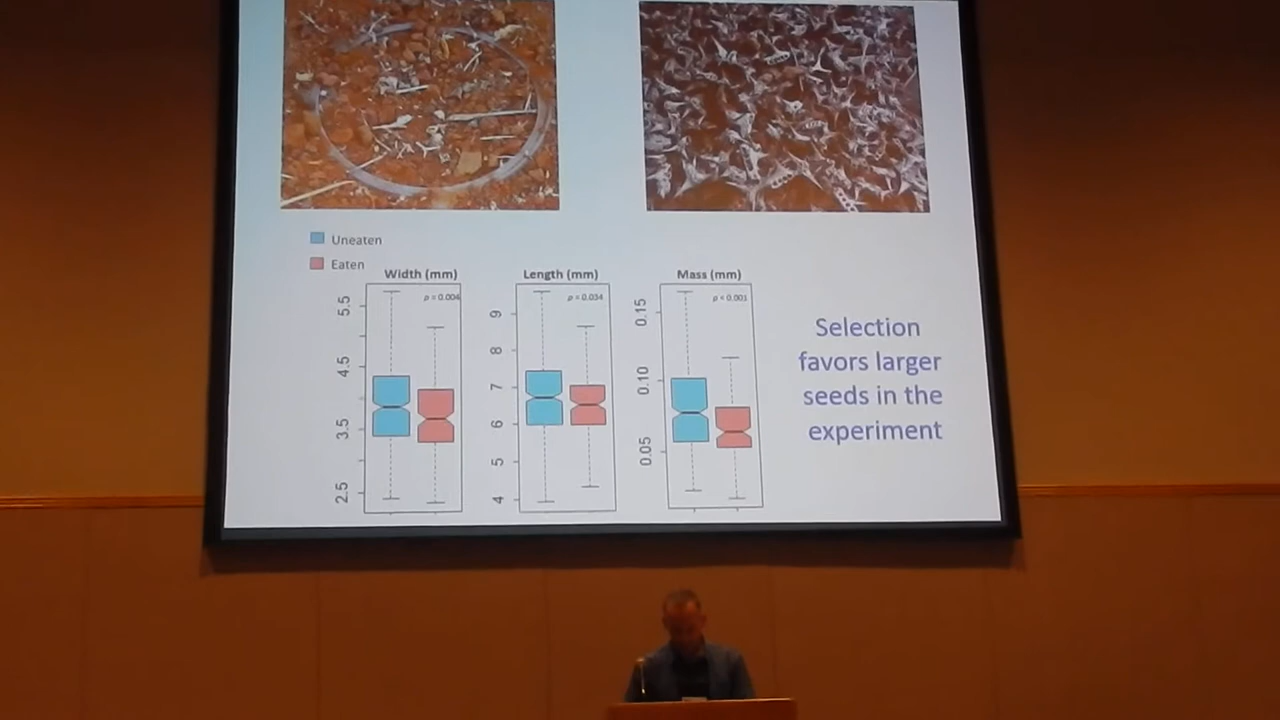 Uneaten
Eaten
Width (mm)
Length (mm)
Mass (mm)
p = 0.004
p = 0.034
p < 0.001
5.5
4.5
3.5
2.5
9
8
7
6
5
4
0.15
0.10
0.05
Selection
favors larger
seeds in the
experiment